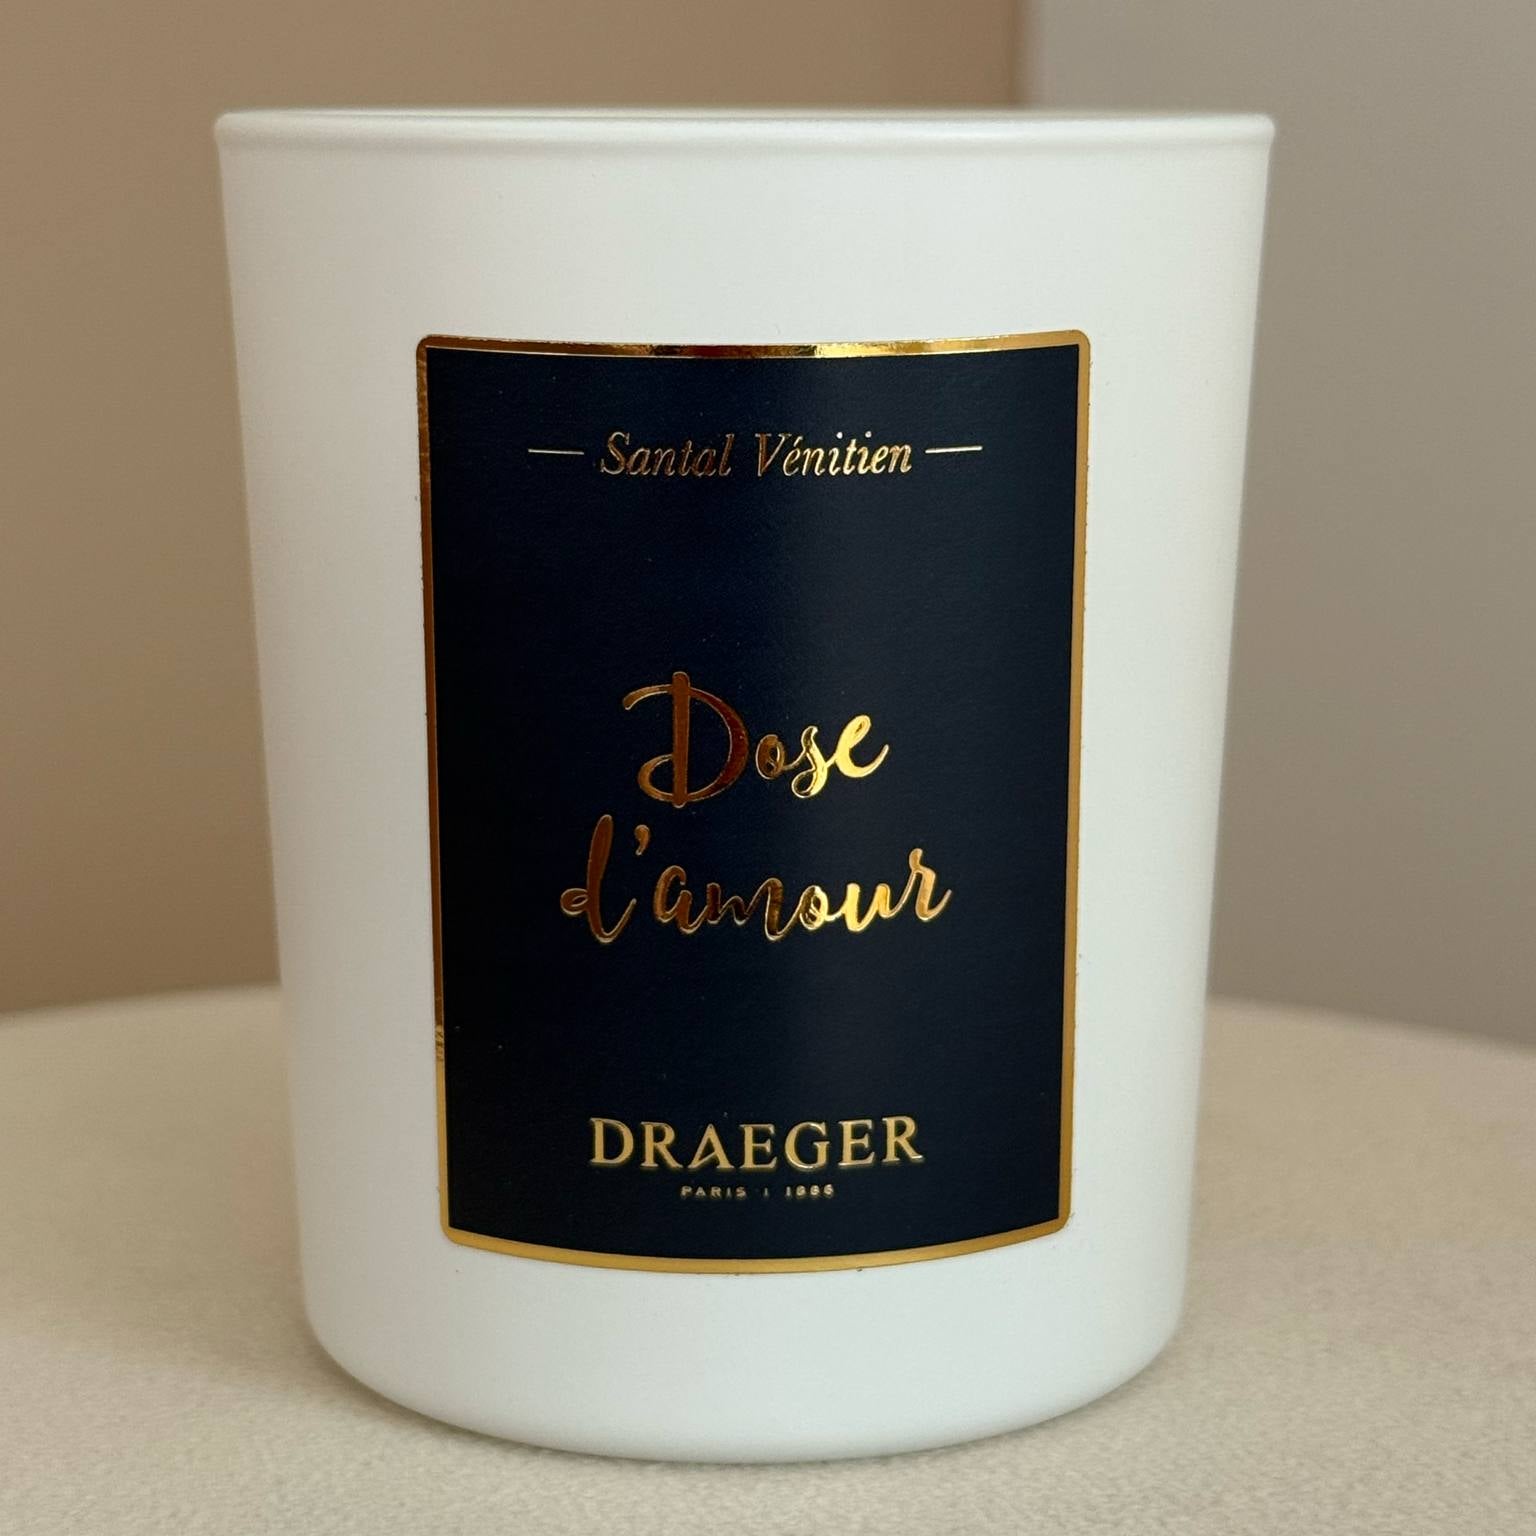 Santal Vénitien
Dose
d'amour
DRAEGER
PARIS | 1886